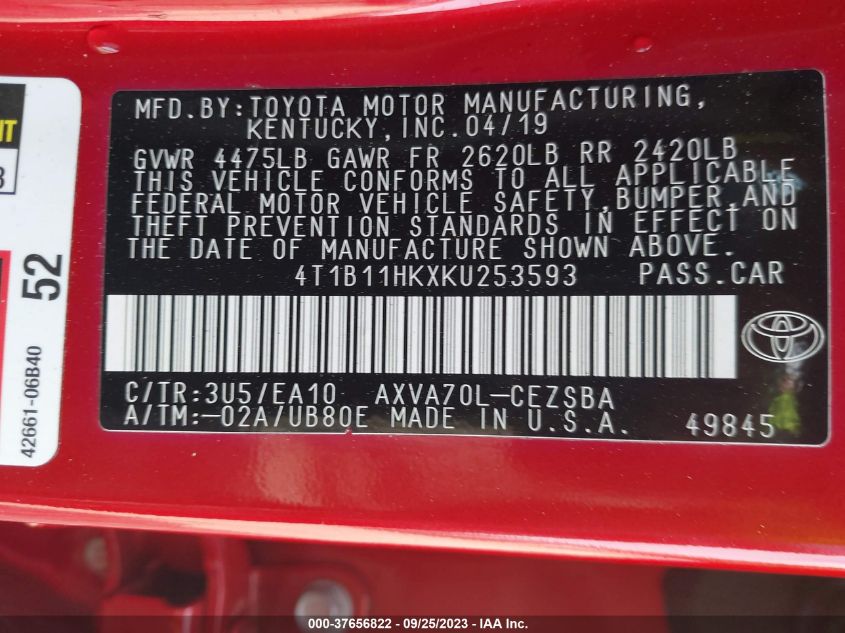 MFD.BY:TOYOTA MOTOR MANUFACTURING,
KENTUCKY,INC.04/19
GVWR 4475LB GAWR FR 2620LB RR 2420LB
THIS VEHICLE CONFORMS TO ALL APPLICABLE
FEDERAL MOTOR VEHICLE SAFETY,BUMPER,AND
THEFT PREVENTION STANDARDS IN EFFECT ON
THE DATE OF MANUFACTURE SHOWN ABOVE.
4T1B11HKXKU253593 PASS.CAR
C/TR:3U5/EA10 AXVA70L-CEZSBA
A/TM:-02A/UB80E MADE IN U.S.A. 49845
52
42661-06B40
000-37656822 - 09/25/2023 - IAA Inc.